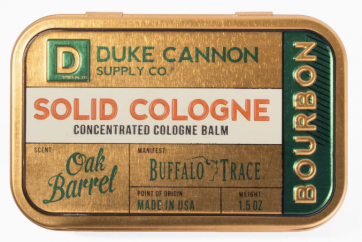 D
DUKE CANNON
SUPPLY CO.
SOLID COLOGNE
CONCENTRATED COLOGNE BALM
SCENT:
Oak
Barrel
MANIFEST:
BUFFALO TRACE
POINT OF ORIGIN:
MADE IN USA
WEIGHT:
1.5 OZ
BOURBON